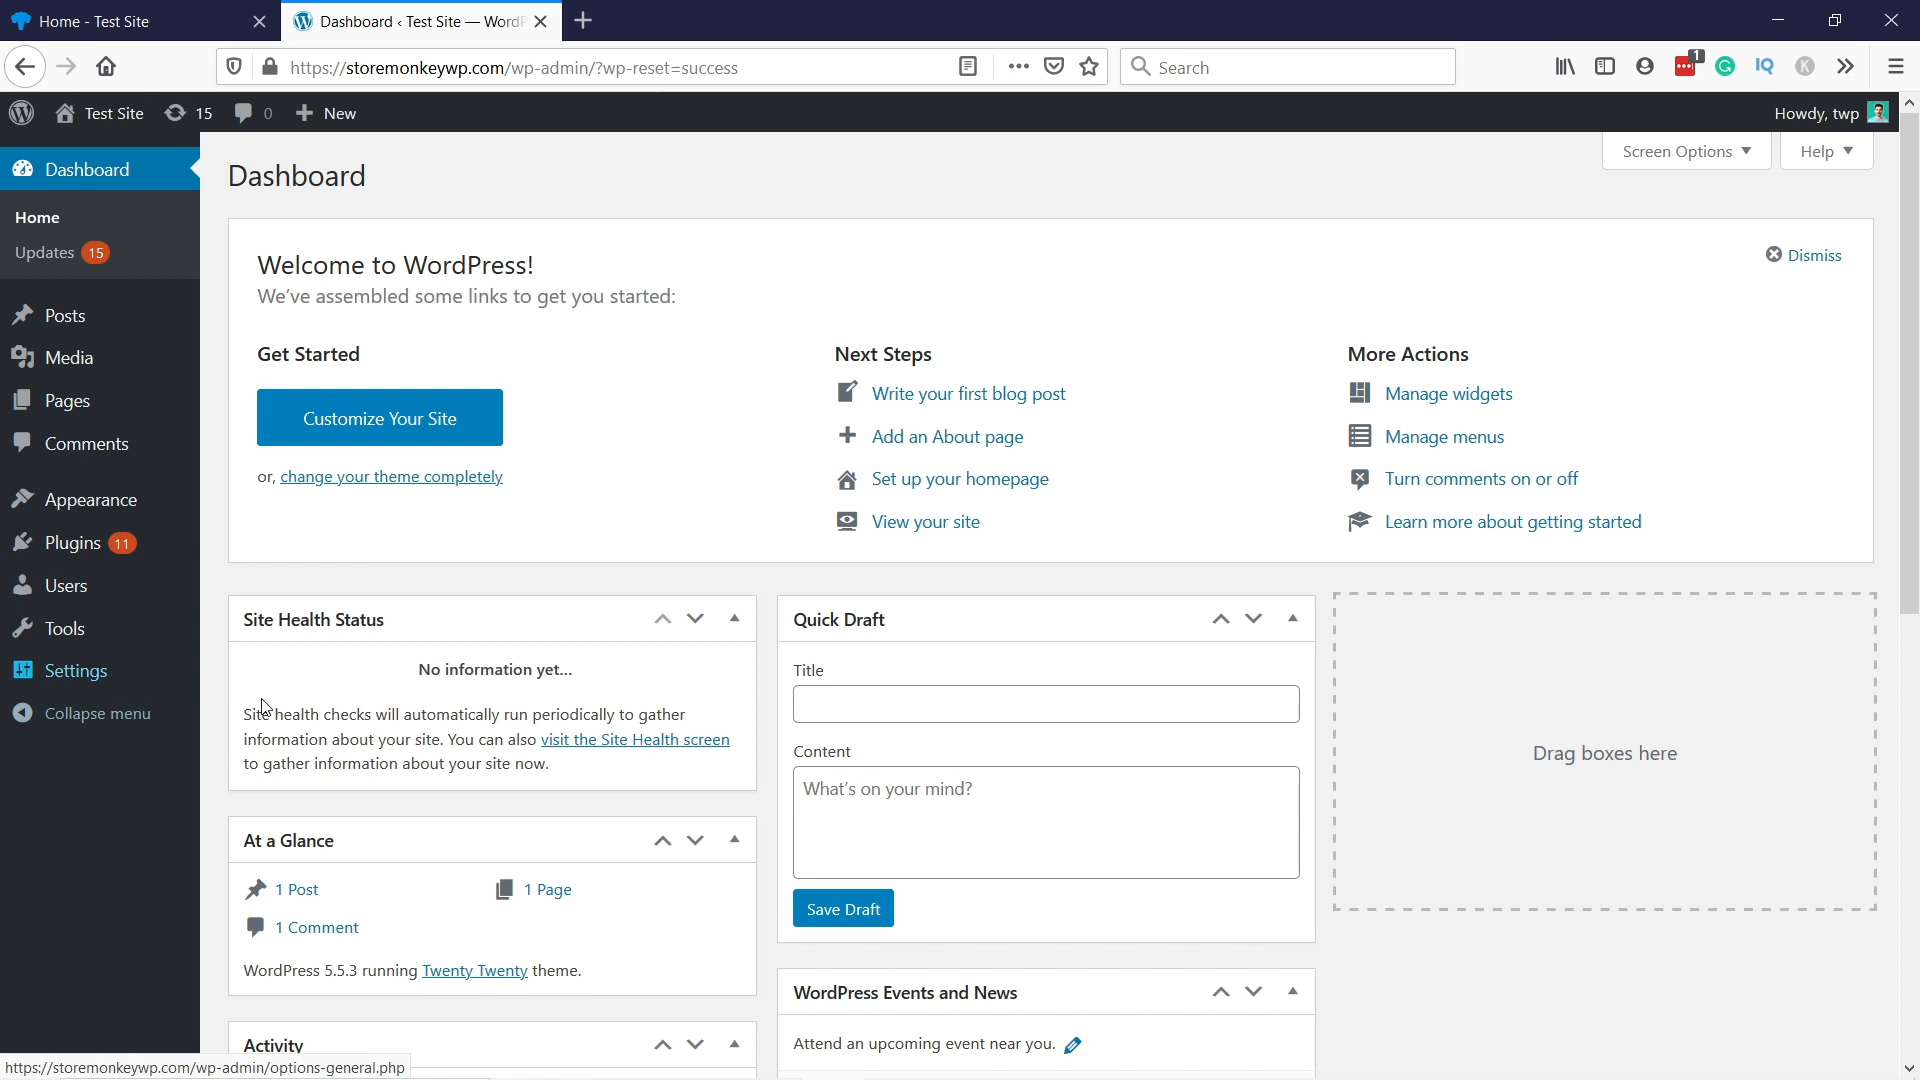 Home - Test Site
Dashboard ‹ Test Site — WordP
https://storemonkeywp.com/wp-admin/?wp-reset=success
Search
1
Test Site
15
0
New
Howdy, twp
Dashboard
Home
Updates 15
Posts
Media
Pages
Comments
Appearance
Plugins 11
Users
Tools
Settings
Collapse menu
Dashboard
Screen Options
Help
Welcome to WordPress!
We've assembled some links to get you started:
Dismiss
Get Started
Customize Your Site
or, change your theme completely
Next Steps
Write your first blog post
Add an About page
Set up your homepage
View your site
More Actions
Manage widgets
Manage menus
Turn comments on or off
Learn more about getting started
Site Health Status
No information yet...
Site health checks will automatically run periodically to gather
information about your site. You can also visit the Site Health screen
to gather information about your site now.
At a Glance
1 Post
1 Page
1 Comment
WordPress 5.5.3 running Twenty Twenty theme.
Activity
Quick Draft
Title
Content
What's on your mind?
Save Draft
WordPress Events and News
Attend an upcoming event near you.
Drag boxes here
https://storemonkeywp.com/wp-admin/options-general.php